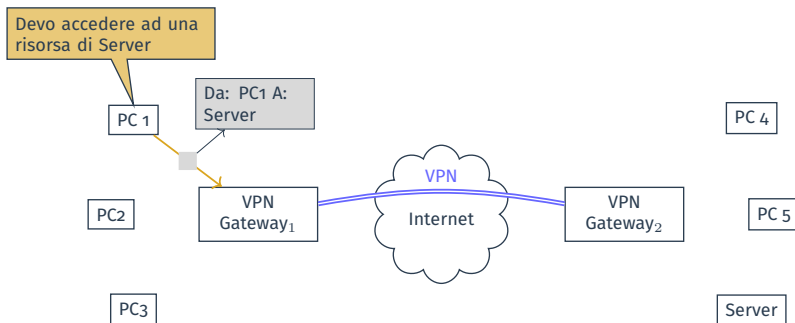 Devo accedere ad una
risorsa di Server
Da: PC1 A:
Server
PC 1
PC 4
VPN
VPN
Gateway1
PC2
Internet
VPN
Gateway2
PC 5
PC3
Server